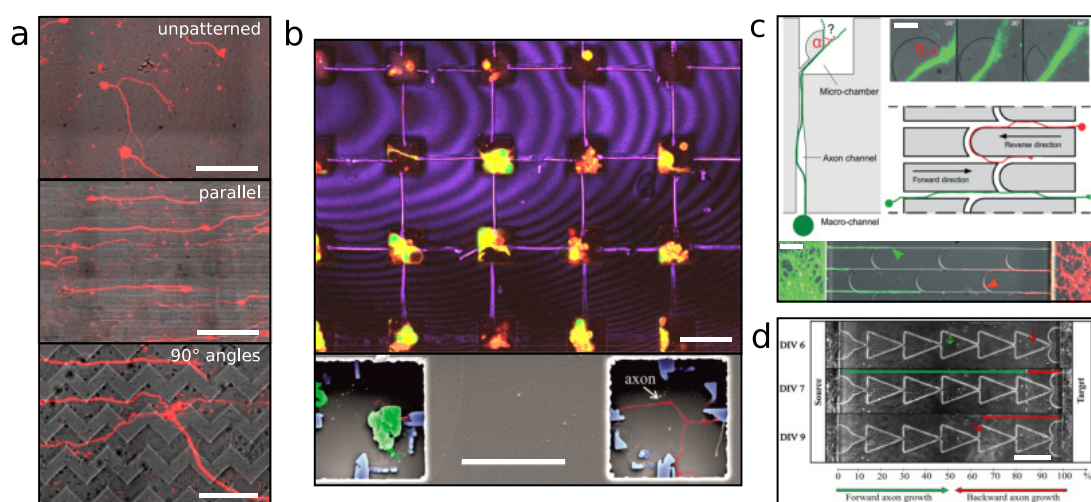 a
unpatterned
parallel
90° angles
b
axon
c
?
α
Micro-chamber
Axon channel
Macro-channel
α
Reverse direction
Forward direction
d
DIV 6
DIV 7
DIV 9
Source
Target
0 10 20 30 40 50 60 70 80 90 100 %
Forward axon growth
Backward axon growth